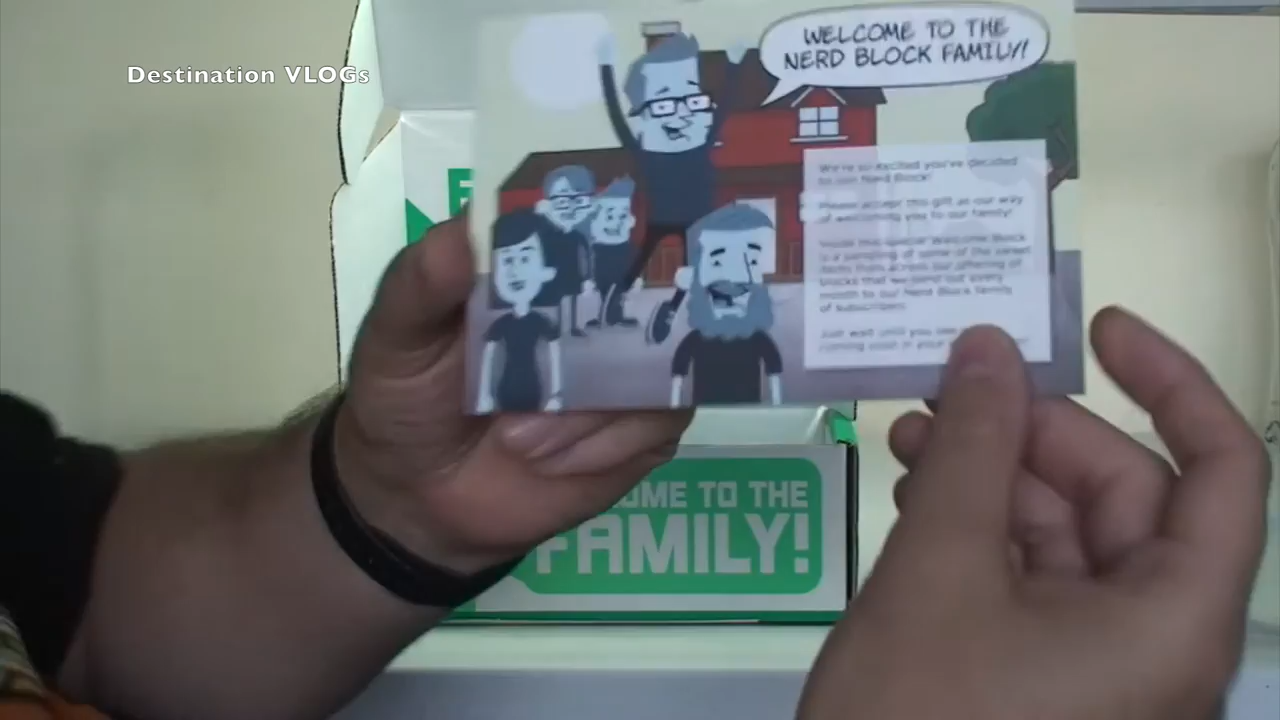 Destination VLOGs
WELCOME TO THE
NERD BLOCK FAMILY!
We're so excited you've decided
to join Nerd Block!
Please accept this gift as our way
of welcoming you to our family!
Inside this special Welcome Block
is a sampling of some of the sweet
items from across our offering of
blocks that we send out every
month to our Nerd Block family
of subscribers.
Just wait until you see
coming soon in your
OME TO THE
FAMILY!